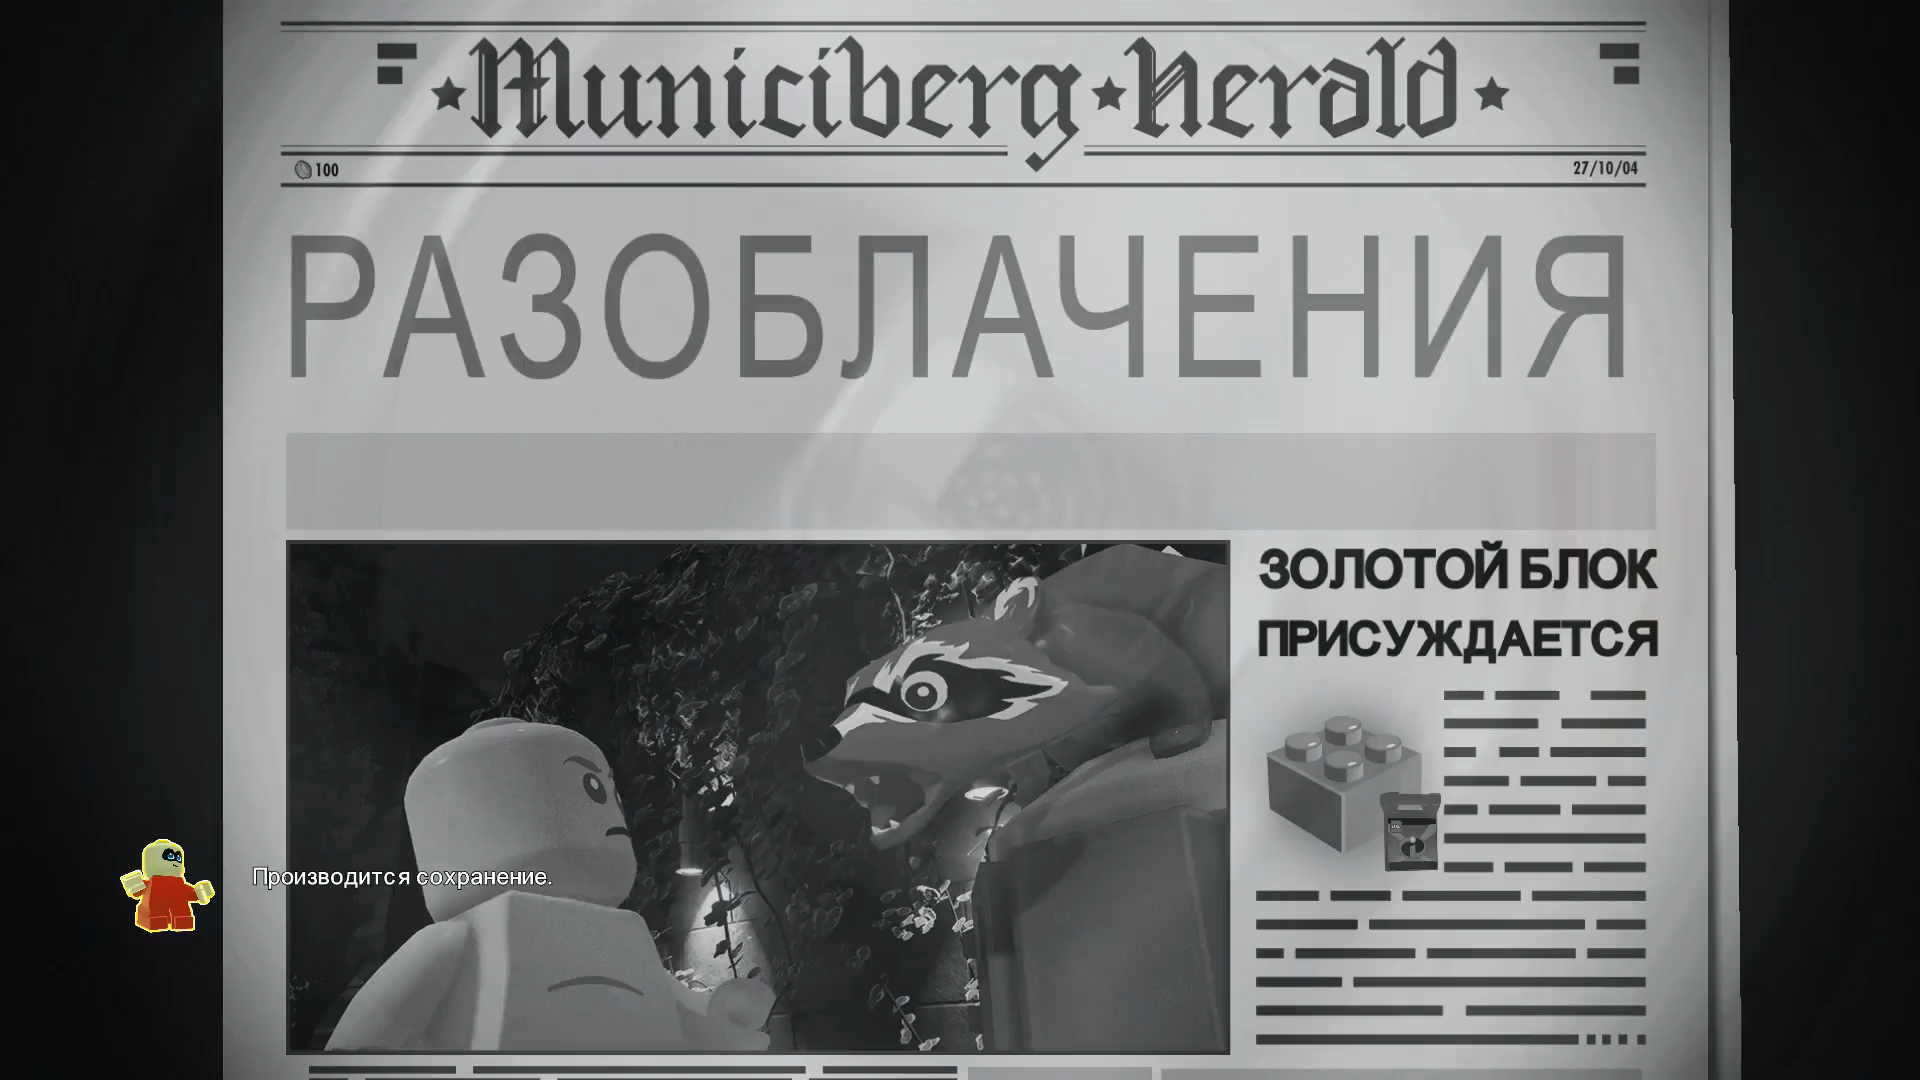 Municiberg Herald
100
27/10/04
РАЗОБЛАЧЕНИЯ
ЗОЛОТОЙ БЛОК
ПРИСУЖДАЕТСЯ
Производится сохранение.